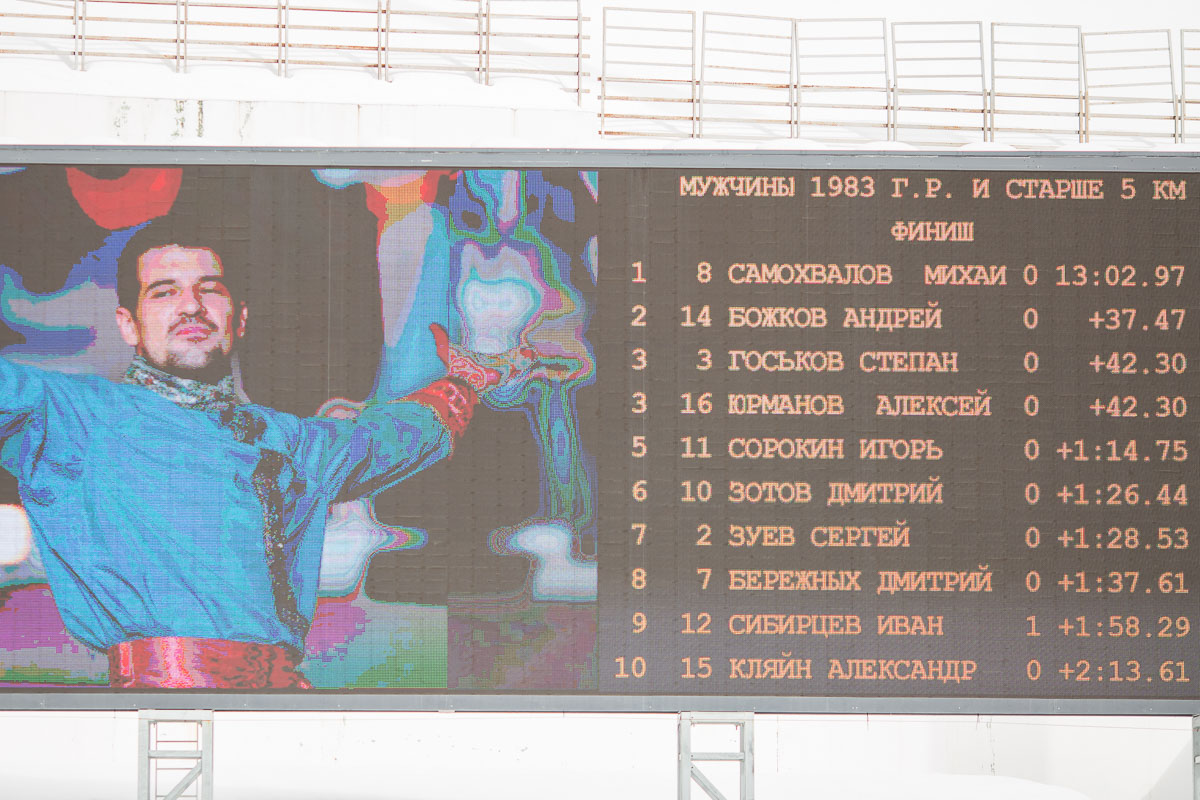 МУЖЧИНЫ 1983 Г.Р. И СТАРШЕ 5 КМ
ФИНИШ
1 8 САМОХВАЛОВ МИХАИ 0 13:02.97
2 14 БОЖКОВ АНДРЕЙ 0 +37.47
3 3 ГОСЬКОВ СТЕПАН 0 +42.30
3 16 ЮРМАНОВ АЛЕКСЕЙ 0 +42.30
5 11 СОРОКИН ИГОРЬ 0 +1:14.75
6 10 ЗОТОВ ДМИТРИЙ 0 +1:26.44
7 2 ЗУЕВ СЕРГЕЙ 0 +1:28.53
8 7 БЕРЕЖНЫХ ДМИТРИЙ 0 +1:37.61
9 12 СИБИРЦЕВ ИВАН 1 +1:58.29
10 15 КЛЯЙН АЛЕКСАНДР 0 +2:13.61